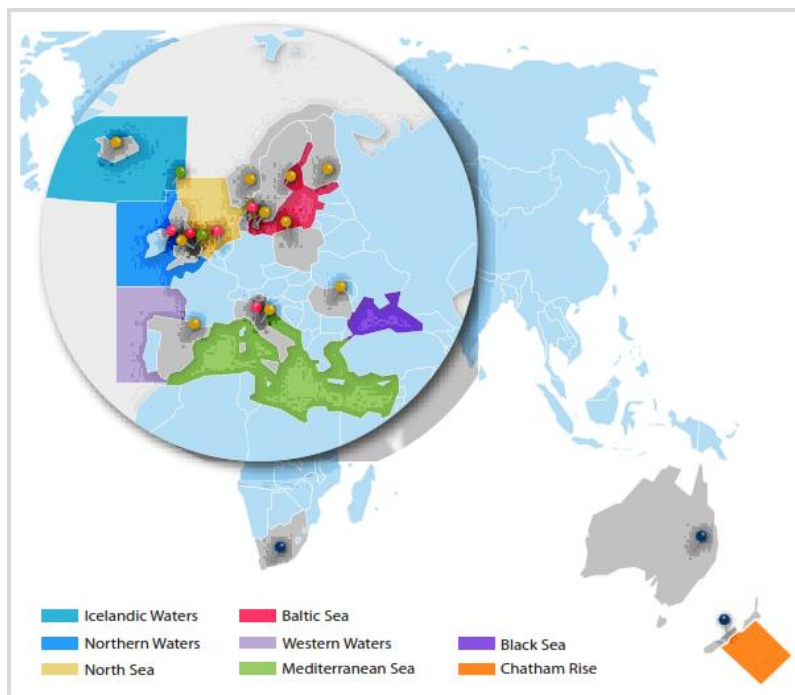 Icelandic Waters
Baltic Sea
Northern Waters
Western Waters
Black Sea
North Sea
Mediterranean Sea
Chatham Rise